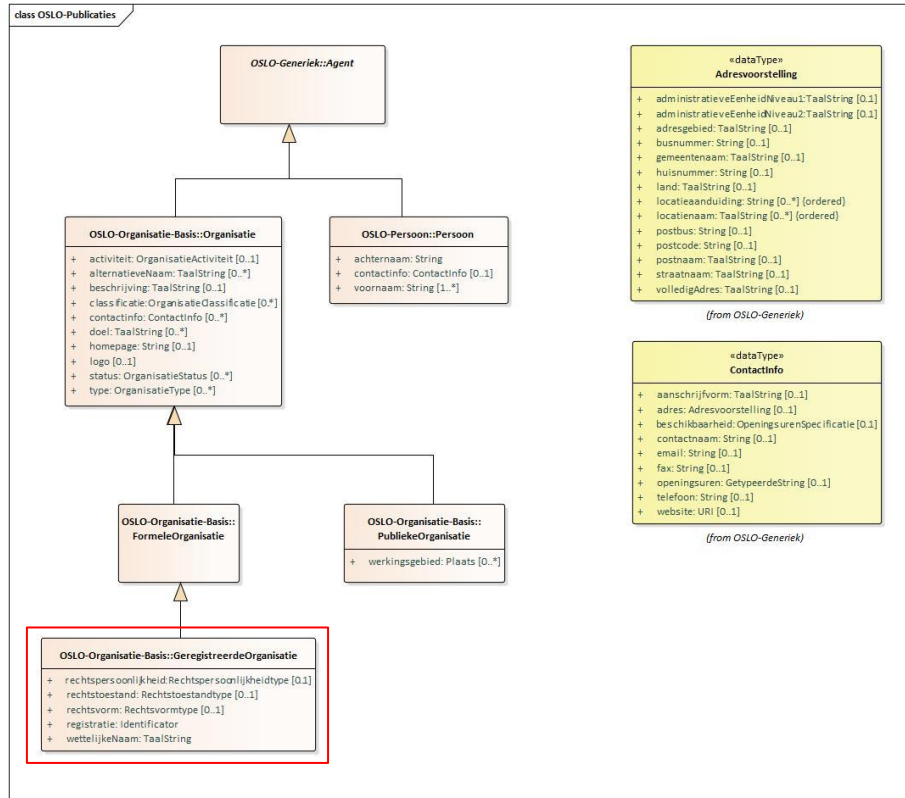 class OSLO-Publicaties
OSLO-Generiek::Agent
OSLO-Organisatie-Basis::Organisatie
+ activiteit: OrganisatieActiviteit [0..1]
+ alternatieveNaam: TaalString [0..*]
+ beschrijving: TaalString [0..1]
+ classificatie:OrganisatieClassificatie [0.*]
+ contactinfo: ContactInfo [0..*]
+ doel: TaalString [0..*]
+ homepage: String [0..1]
+ logo [0..1]
+ status: OrganisatieStatus [0..*]
+ type: OrganisatieType [0..*]
OSLO-Persoon::Persoon
+ achternaam: String
+ contactinfo: ContactInfo [0..1]
+ voornaam: String [1..*]
OSLO-Organisatie-Basis::
FormeleOrganisatie
OSLO-Organisatie-Basis::
PubliekeOrganisatie
+ werkingsgebied: Plaats [0..*]
OSLO-Organisatie-Basis::GeregistreerdeOrganisatie
+ rechtspersoonlijkheid:Rechtspersoonlijkheidtype [0.1]
+ rechtstoestand: Rechtstoestandtype [0..1]
+ rechtsvorm: Rechtsvormtype [0..1]
+ registratie: Identificator
+ wettelijkeNaam: TaalString
«dataType»
Adresvoorstelling
+ administratieveEenheidNiveau1:TaalString [0.1]
+ administratieveEenheidNiveau2:TaalString [0.1]
+ adresgebied: TaalString [0..1]
+ busnummer: String [0..1]
+ gemeentenaam: TaalString [0..1]
+ huisnummer: String [0..1]
+ land: TaalString [0..1]
+ locatieaanduiding: String [0..*] {ordered}
+ locatienaam: TaalString [0..*] {ordered}
+ postbus: String [0..1]
+ postcode: String [0..1]
+ postnaam: TaalString [0..1]
+ straatnaam: TaalString [0..1]
+ volledigAdres: TaalString [0..1]
(from OSLO-Generiek)
«dataType»
ContactInfo
+ aanschrijfvorm: TaalString [0..1]
+ adres: Adresvoorstelling [0..1]
+ beschikbaarheid: OpeningsurenSpecificatie [0.1]
+ contactnaam: String [0..1]
+ email: String [0..1]
+ fax: String [0..1]
+ openingsuren: GetypeerdeString [0..1]
+ telefoon: String [0..1]
+ website: URI [0..1]
(from OSLO-Generiek)